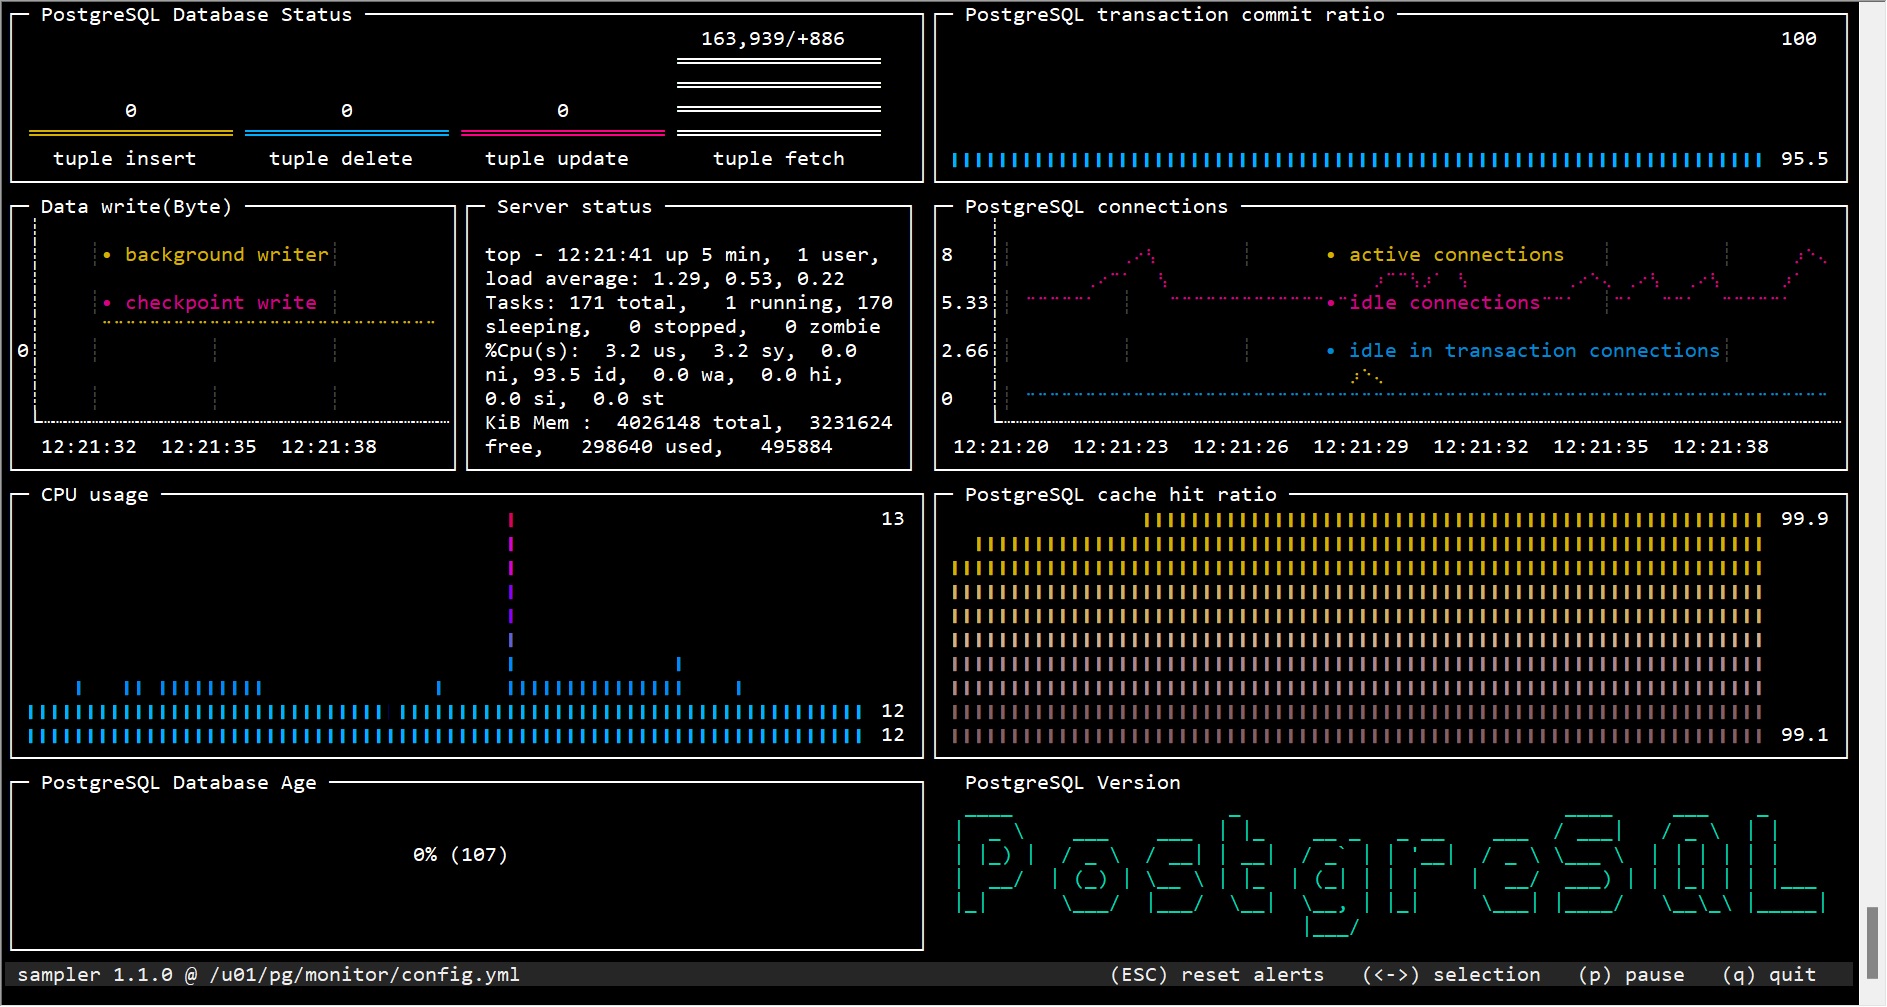 PostgreSQL Database Status
163,939/+886
0 0 0
tuple insert tuple delete tuple update tuple fetch
PostgreSQL transaction commit ratio
100
95.5
Data write(Byte)
• background writer
• checkpoint write
0
12:21:32 12:21:35 12:21:38
Server status
top - 12:21:41 up 5 min, 1 user,
load average: 1.29, 0.53, 0.22
Tasks: 171 total, 1 running, 170
sleeping, 0 stopped, 0 zombie
%Cpu(s): 3.2 us, 3.2 sy, 0.0
ni, 93.5 id, 0.0 wa, 0.0 hi,
0.0 si, 0.0 st
KiB Mem : 4026148 total, 3231624
free, 298640 used, 495884
PostgreSQL connections
8
• active connections
5.33
• idle connections
2.66
• idle in transaction connections
0
12:21:20 12:21:23 12:21:26 12:21:29 12:21:32 12:21:35 12:21:38
CPU usage
13
12
12
PostgreSQL cache hit ratio
99.9
99.1
PostgreSQL Database Age
0% (107)
PostgreSQL Version
PostgreSQL
sampler 1.1.0 @ /u01/pg/monitor/config.yml (ESC) reset alerts (<->) selection (p) pause (q) quit